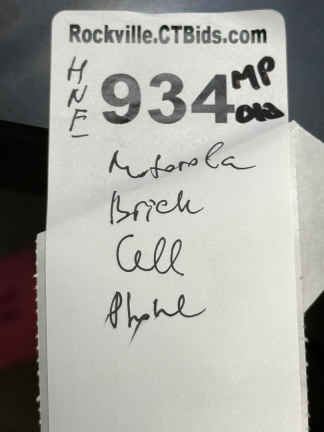 Rockville.CTBids.com
HNF
934 MP
Motorola
Brick
Cell
Phone